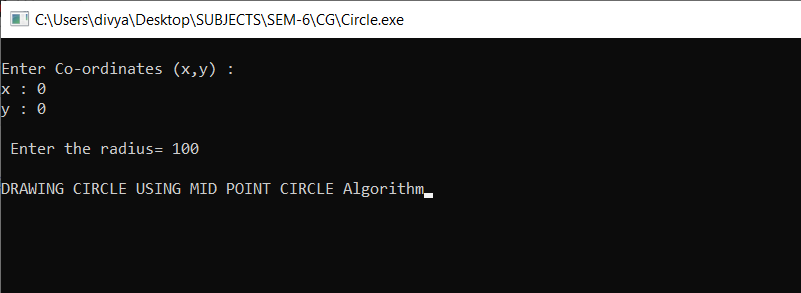 C:\Users\divya\Desktop\SUBJECTS\SEM-6\CG\Circle.exe
Enter Co-ordinates (x,y) :
x : 0
y : 0
Enter the radius= 100
DRAWING CIRCLE USING MID POINT CIRCLE Algorithm